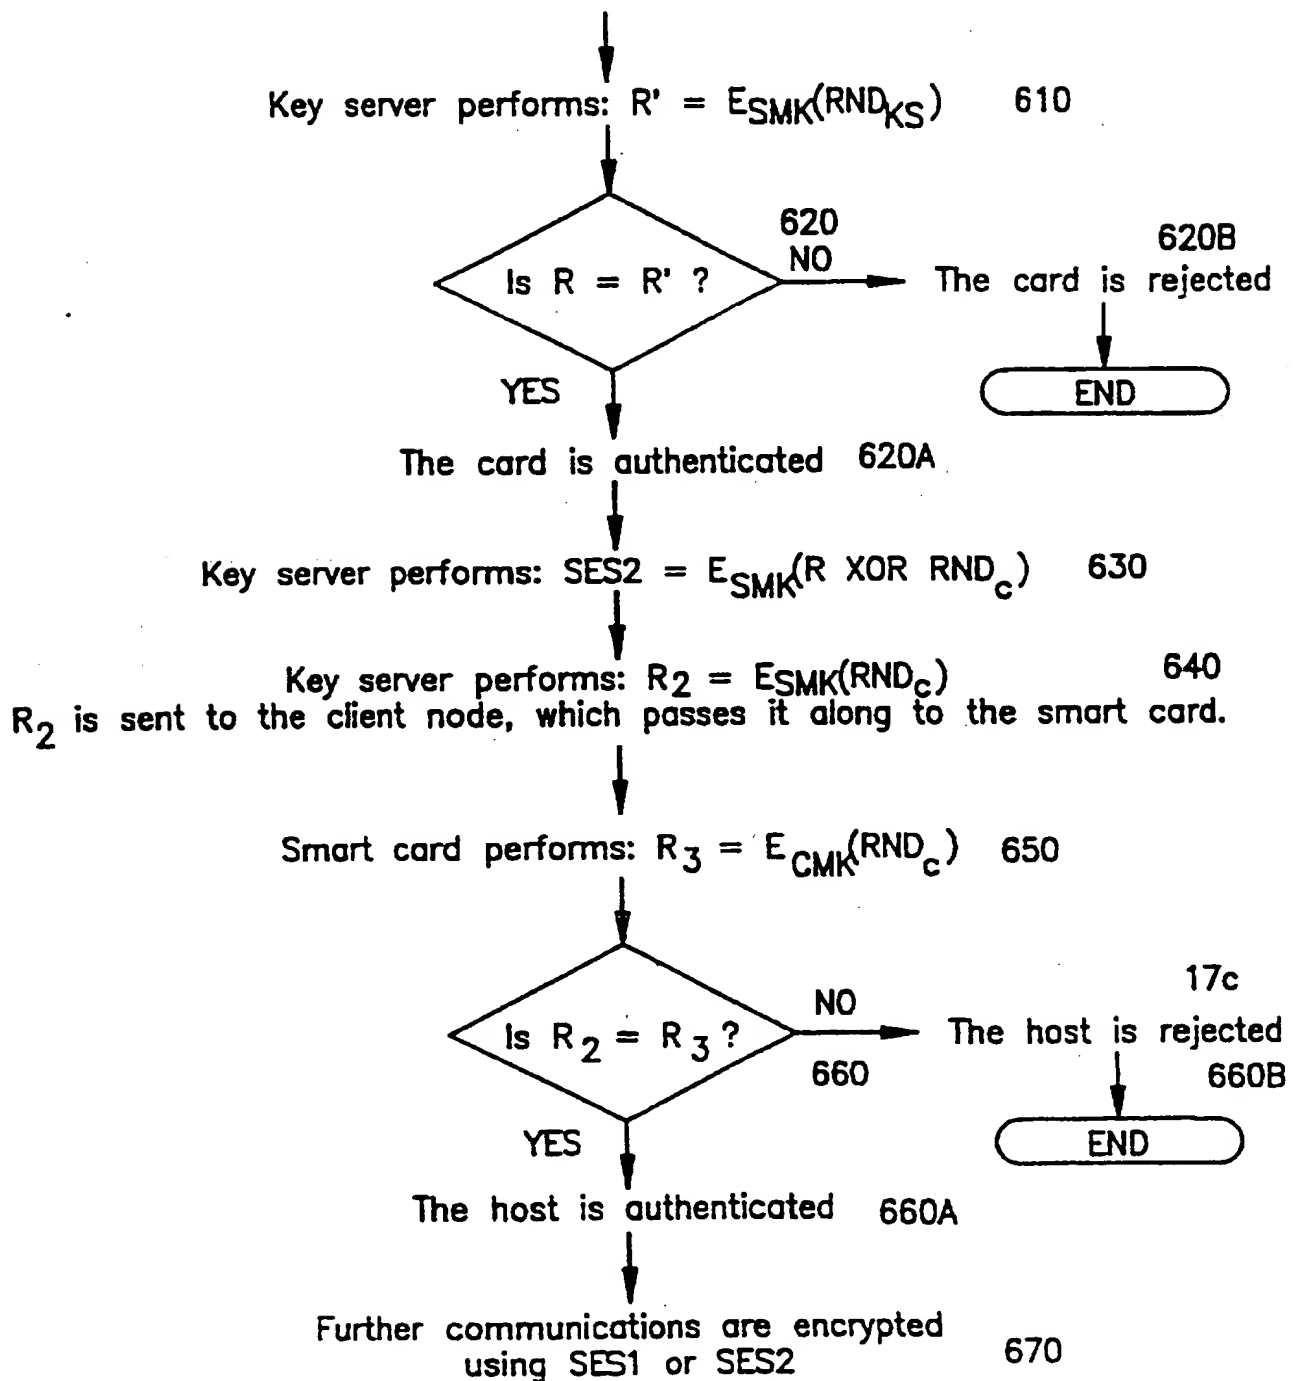 Key server performs: R' = E_SMK(RND_KS) 610
620
NO
620B
Is R = R' ?
The card is rejected
YES
END
The card is authenticated 620A
Key server performs: SES2 = E_SMK(R XOR RND_c) 630
Key server performs: R_2 = E_SMK(RND_c) 640
R_2 is sent to the client node, which passes it along to the smart card.
Smart card performs: R_3 = E_CMK(RND_c) 650
17c
NO
Is R_2 = R_3 ?
The host is rejected
660
660B
YES
END
The host is authenticated 660A
Further communications are encrypted
using SES1 or SES2 670